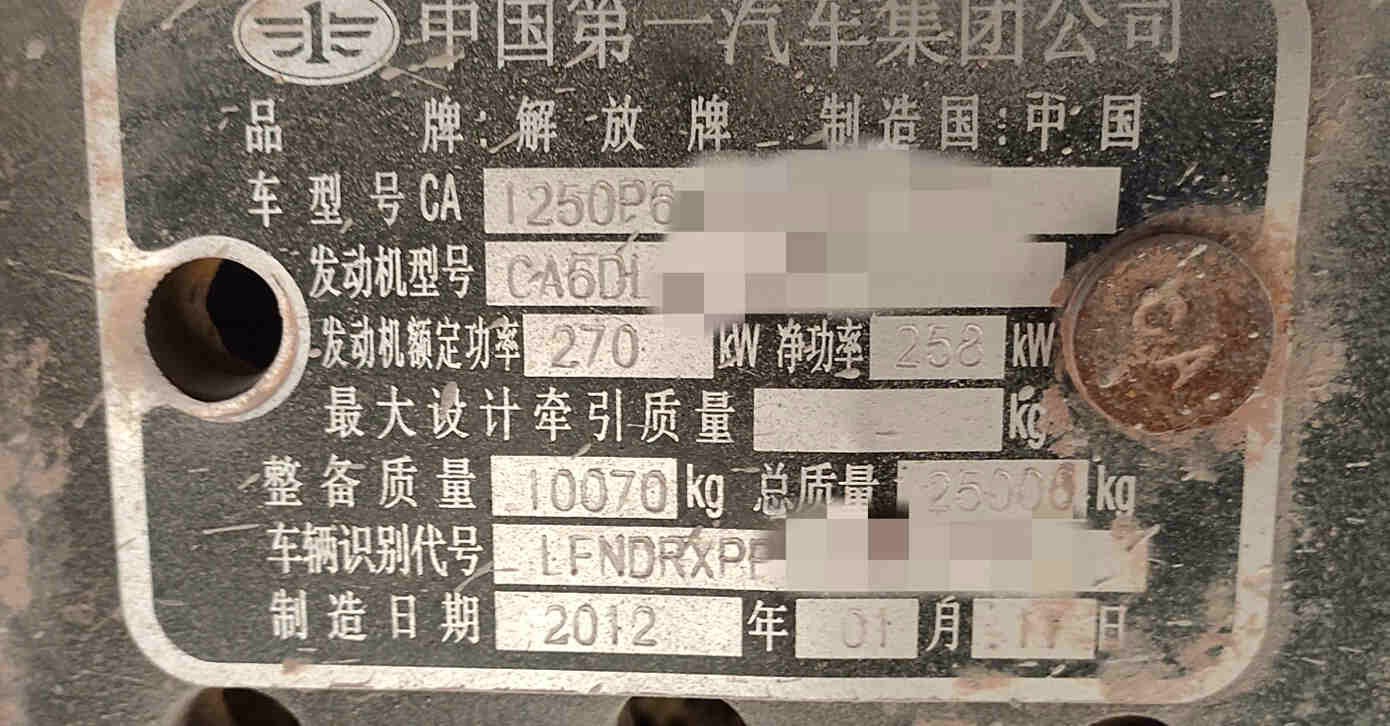 中国第一汽车集团公司
品 牌:解放牌 制造国:中国
车型号CA 1250P6
发动机型号 CA6DL
发动机额定功率 270 kW 净功率 258 kW
最大设计牵引质量 kg
整备质量 10070 kg 总质量 25000 kg
车辆识别代号 LFNDRXPE
制造日期 2012 年 01 月 17 日